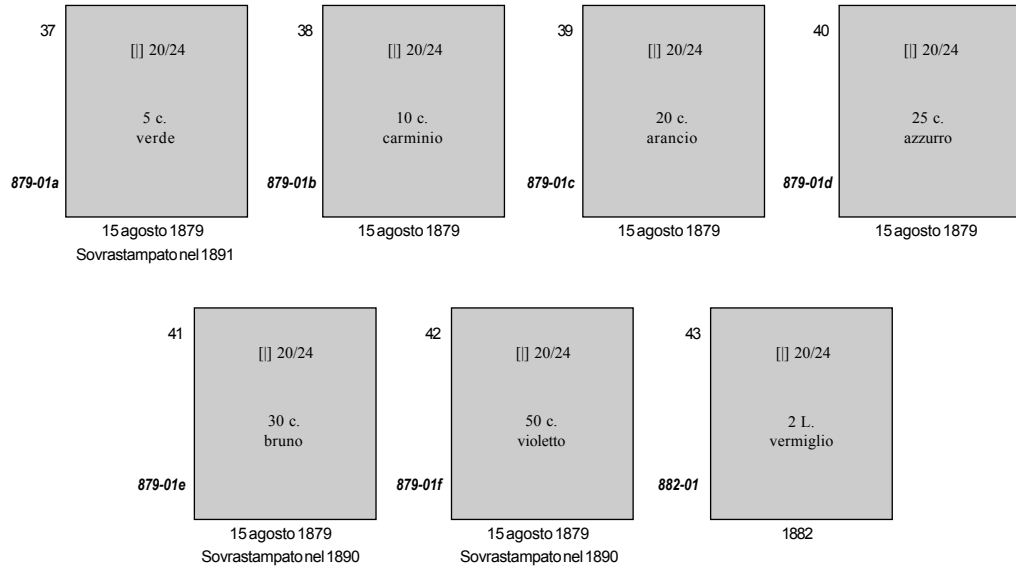 37
[|] 20/24
5 c.
verde
879-01a
15 agosto 1879
Sovrastampato nel 1891
38
[|] 20/24
10 c.
carminio
879-01b
15 agosto 1879
39
[|] 20/24
20 c.
arancio
879-01c
15 agosto 1879
40
[|] 20/24
25 c.
azzurro
879-01d
15 agosto 1879
41
[|] 20/24
30 c.
bruno
879-01e
15 agosto 1879
Sovrastampato nel 1890
42
[|] 20/24
50 c.
violetto
879-01f
15 agosto 1879
Sovrastampato nel 1890
43
[|] 20/24
2 L.
vermiglio
882-01
1882